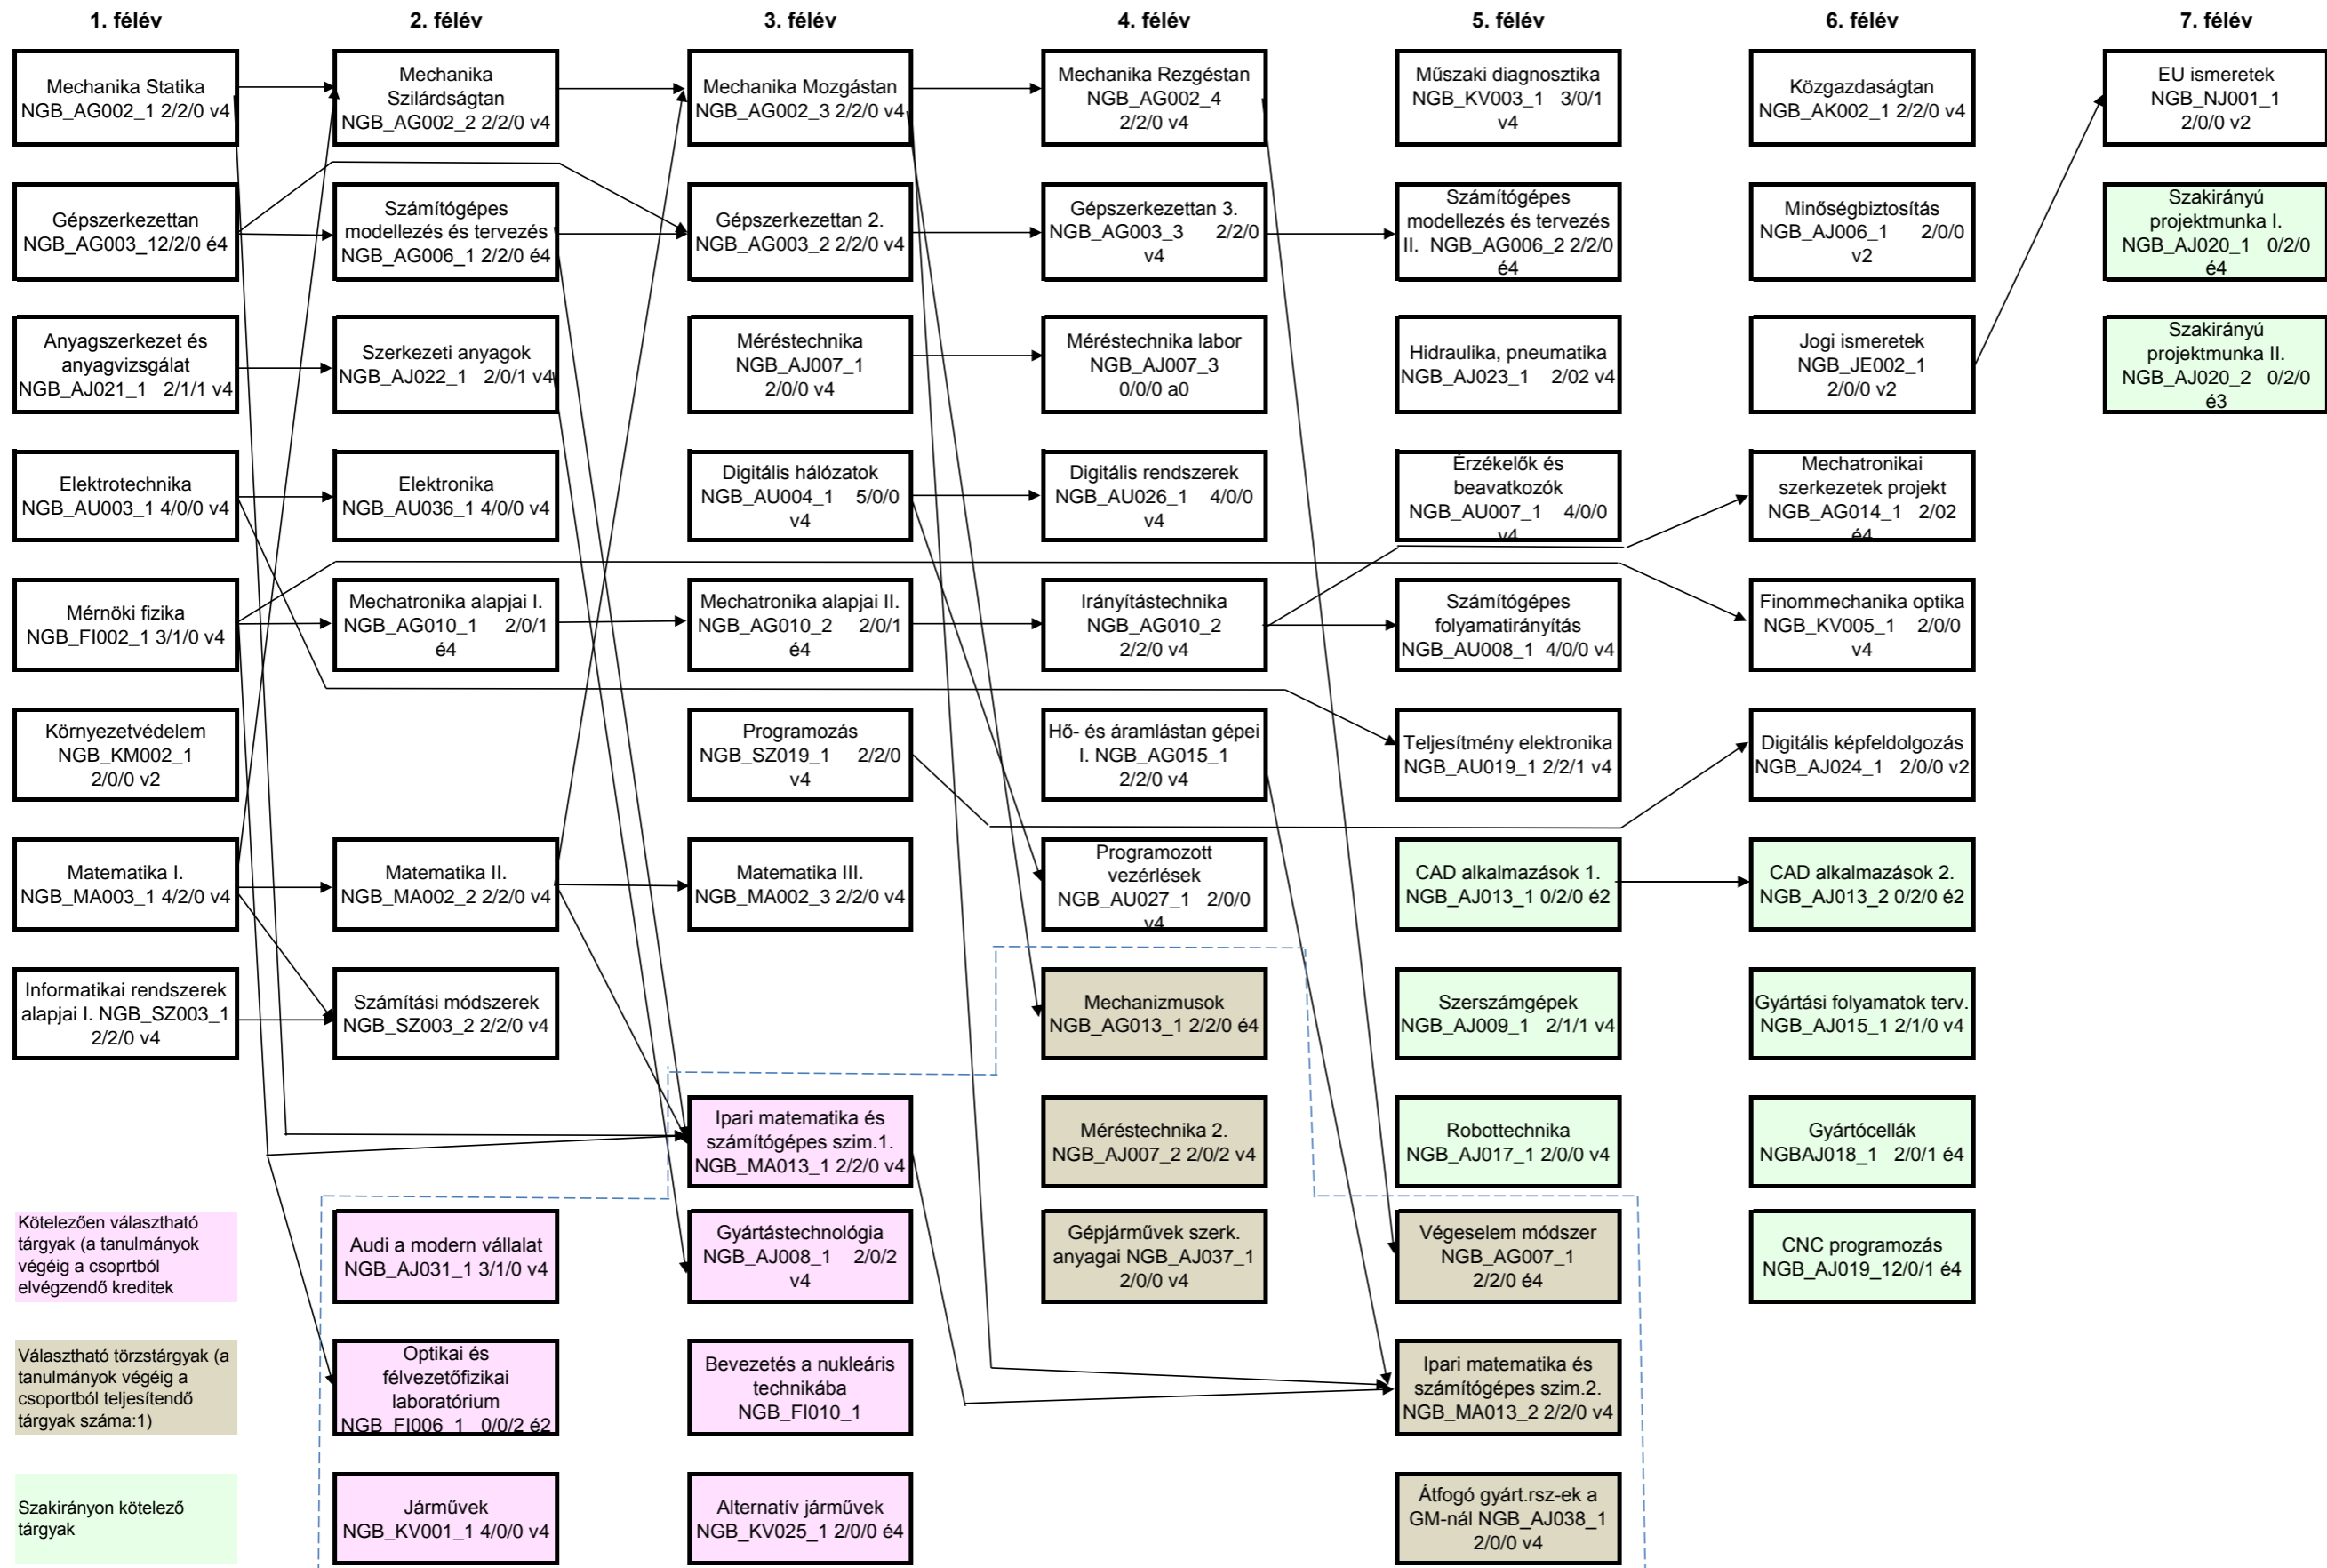 1. félév
2. félév
3. félév
4. félév
5. félév
6. félév
7. félév
Mechanika Statika
NGB_AG002_1 2/2/0 v4
Mechanika
Szilárdságtan
NGB_AG002_2 2/2/0 v4
Mechanika Mozgástan
NGB_AG002_3 2/2/0 v4
Mechanika Rezgéstan
NGB_AG002_4
2/2/0 v4
Műszaki diagnosztika
NGB_KV003_1 3/0/1
v4
Közgazdaságtan
NGB_AK002_1 2/2/0 v4
EU ismeretek
NGB_NJ001_1
2/0/0 v2
Gépszerkezettan
NGB_AG003_12/2/0 é4
Számítógépes
modellezés és tervezés
NGB_AG006_1 2/2/0 é4
Gépszerkezettan 2.
NGB_AG003_2 2/2/0 v4
Gépszerkezettan 3.
NGB_AG003_3 2/2/0
v4
Számítógépes
modellezés és tervezés
II. NGB_AG006_2 2/2/0
é4
Minőségbiztosítás
NGB_AJ006_1 2/0/0
v2
Szakirányú
projektmunka I.
NGB_AJ020_1 0/2/0
é4
Anyagszerkezet és
anyagvizsgálat
NGB_AJ021_1 2/1/1 v4
Szerkezeti anyagok
NGB_AJ022_1 2/0/1 v4
Méréstechnika
NGB_AJ007_1
2/0/0 v4
Méréstechnika labor
NGB_AJ007_3
0/0/0 a0
Hidraulika, pneumatika
NGB_AJ023_1 2/02 v4
Jogi ismeretek
NGB_JE002_1
2/0/0 v2
Szakirányú
projektmunka II.
NGB_AJ020_2 0/2/0
é3
Elektrotechnika
NGB_AU003_1 4/0/0 v4
Elektronika
NGB_AU036_1 4/0/0 v4
Digitális hálózatok
NGB_AU004_1 5/0/0
v4
Digitális rendszerek
NGB_AU026_1 4/0/0
v4
Érzékelők és
beavatkozók
NGB_AU007_1 4/0/0
v4
Mechatronikai
szerkezetek projekt
NGB_AG014_1 2/02
é4
Mérnöki fizika
NGB_FI002_1 3/1/0 v4
Mechatronika alapjai I.
NGB_AG010_1 2/0/1
é4
Mechatronika alapjai II.
NGB_AG010_2 2/0/1
é4
Irányítástechnika
NGB_AG010_2
2/2/0 v4
Számítógépes
folyamatirányítás
NGB_AU008_1 4/0/0 v4
Finommechanika optika
NGB_KV005_1 2/0/0
v4
Környezetvédelem
NGB_KM002_1
2/0/0 v2
Programozás
NGB_SZ019_1 2/2/0
v4
Hő- és áramlástan gépei
I. NGB_AG015_1
2/2/0 v4
Teljesítmény elektronika
NGB_AU019_1 2/2/1 v4
Digitális képfeldolgozás
NGB_AJ024_1 2/0/0 v2
Matematika I.
NGB_MA003_1 4/2/0 v4
Matematika II.
NGB_MA002_2 2/2/0 v4
Matematika III.
NGB_MA002_3 2/2/0 v4
Programozott
vezérlések
NGB_AU027_1 2/0/0
v4
CAD alkalmazások 1.
NGB_AJ013_1 0/2/0 é2
CAD alkalmazások 2.
NGB_AJ013_2 0/2/0 é2
Informatikai rendszerek
alapjai I. NGB_SZ003_1
2/2/0 v4
Számítási módszerek
NGB_SZ003_2 2/2/0 v4
Mechanizmusok
NGB_AG013_1 2/2/0 é4
Szerszámgépek
NGB_AJ009_1 2/1/1 v4
Gyártási folyamatok terv.
NGB_AJ015_1 2/1/0 v4
Ipari matematika és
számítógépes szim.1.
NGB_MA013_1 2/2/0 v4
Méréstechnika 2.
NGB_AJ007_2 2/0/2 v4
Robottechnika
NGB_AJ017_1 2/0/0 v4
Gyártócellák
NGBAJ018_1 2/0/1 é4
Kötelezően választható
tárgyak (a tanulmányok
végéig a csoprtból
elvégzendő kreditek
Audi a modern vállalat
NGB_AJ031_1 3/1/0 v4
Gyártástechnológia
NGB_AJ008_1 2/0/2
v4
Gépjárművek szerk.
anyagai NGB_AJ037_1
2/0/0 v4
Végeselem módszer
NGB_AG007_1
2/2/0 é4
CNC programozás
NGB_AJ019_12/0/1 é4
Választható törzstárgyak (a
tanulmányok végéig a
csoportból teljesítendő
tárgyak száma:1)
Optikai és
félvezetőfizikai
laboratórium
NGB_FI006_1 0/0/2 é2
Bevezetés a nukleáris
technikába
NGB_FI010_1
Ipari matematika és
számítógépes szim.2.
NGB_MA013_2 2/2/0 v4
Szakirányon kötelező
tárgyak
Járművek
NGB_KV001_1 4/0/0 v4
Alternatív járművek
NGB_KV025_1 2/0/0 é4
Átfogó gyárt.rsz-ek a
GM-nál NGB_AJ038_1
2/0/0 v4